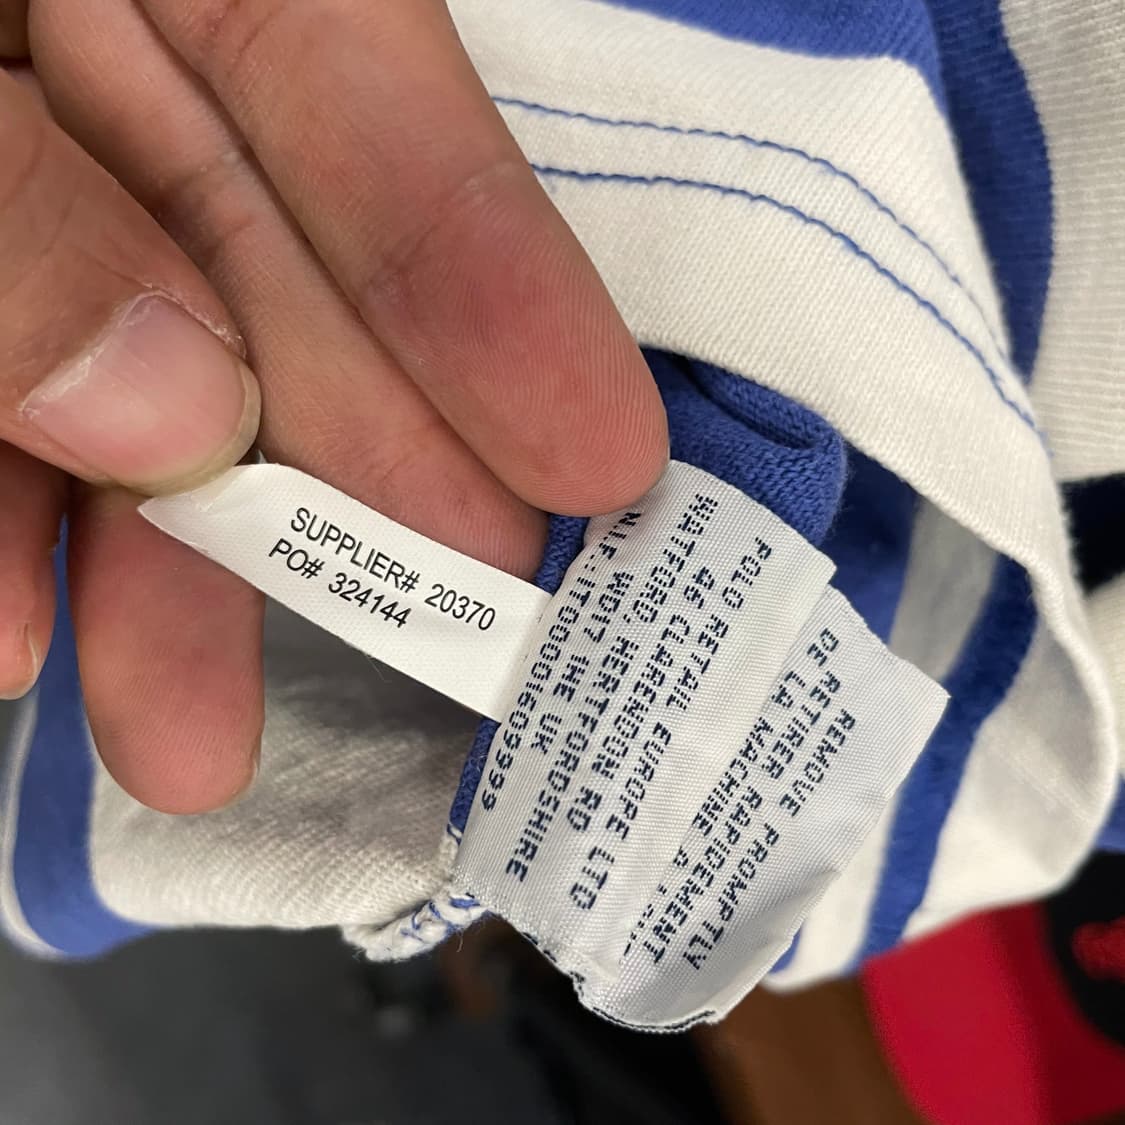 SUPPLIER# 20370
PO# 324144
POLO RETAIL EUROPE LTD
46 CLARENDON RD
WATFORD, HERTFORDSHIRE
WD17 1HE UK
N.I.F.:IT00001609999
REMOVE PROMPTLY
RETIRER RAPIDEMENT
DE LA MACHINE A